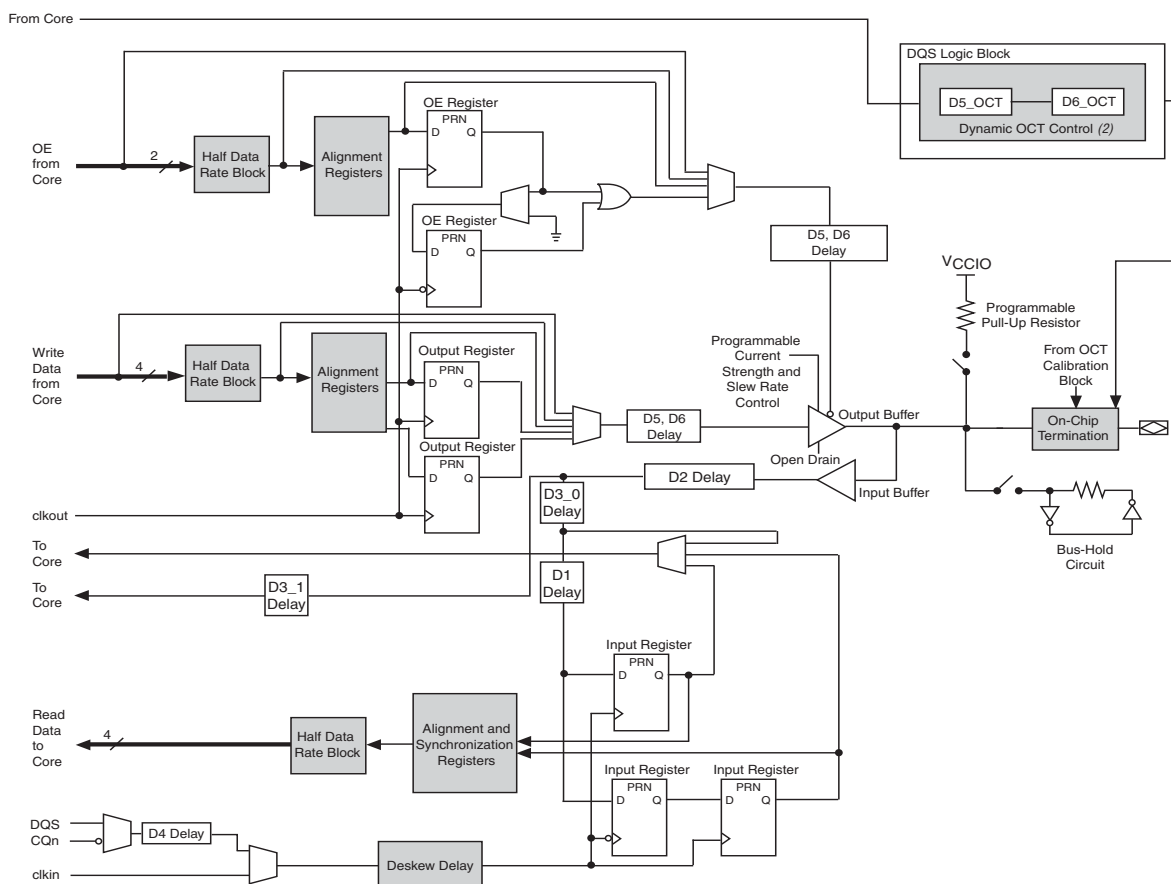 From Core
DQS Logic Block
D5_OCT
D6_OCT
Dynamic OCT Control (2)
OE
from
Core
2
Half Data
Rate Block
Alignment
Registers
OE Register
PRN
D
Q
OE Register
PRN
D
Q
D5, D6
Delay
VCCIO
Programmable
Pull-Up Resistor
Write
Data
from
Core
4
Half Data
Rate Block
Alignment
Registers
Output Register
PRN
D
Q
Output Register
PRN
D
Q
D5, D6
Delay
Programmable
Current
Strength and
Slew Rate
Control
Output Buffer
Open Drain
Input Buffer
From OCT
Calibration
Block
On-Chip
Termination
Bus-Hold
Circuit
D2 Delay
D3_0
Delay
clkout
To
Core
D1
Delay
To
Core
D3_1
Delay
Input Register
PRN
D
Q
Read
Data
to
Core
4
Half Data
Rate Block
Alignment and
Synchronization
Registers
Input Register
PRN
D
Q
Input Register
PRN
D
Q
DQS
CQn
D4 Delay
clkin
Deskew Delay